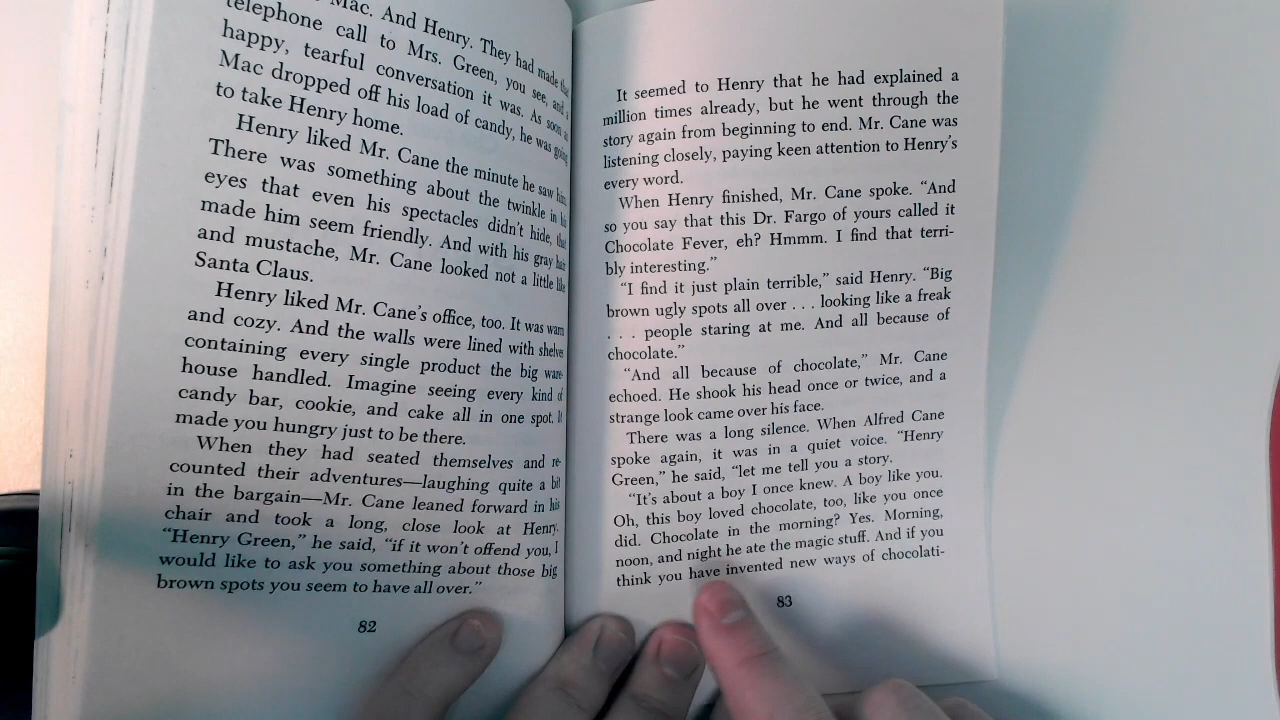 Mac. And Henry. They had made
telephone call to Mrs. Green, you see, and a
happy, tearful conversation it was. As soon as
Mac dropped off his load of candy, he was going
to take Henry home.
Henry liked Mr. Cane the minute he saw him.
There was something about the twinkle in his
eyes that even his spectacles didn't hide, that
made him seem friendly. And with his gray hair
and mustache, Mr. Cane looked not a little like
Santa Claus.
Henry liked Mr. Cane's office, too. It was warm
and cozy. And the walls were lined with shelves
containing every single product the big ware-
house handled. Imagine seeing every kind of
candy bar, cookie, and cake all in one spot. It
made you hungry just to be there.
When they had seated themselves and re-
counted their adventures—laughing quite a bit
in the bargain—Mr. Cane leaned forward in his
chair and took a long, close look at Henry.
“Henry Green,” he said, “if it won't offend you, I
would like to ask you something about those big
brown spots you seem to have all over.”
82
It seemed to Henry that he had explained a
million times already, but he went through the
story again from beginning to end. Mr. Cane was
listening closely, paying keen attention to Henry's
every word.
When Henry finished, Mr. Cane spoke. “And
so you say that this Dr. Fargo of yours called it
Chocolate Fever, eh? Hmmm. I find that terri-
bly interesting.”
“I find it just plain terrible,” said Henry. “Big
brown ugly spots all over . . . looking like a freak
. . . people staring at me. And all because of
chocolate.”
“And all because of chocolate,” Mr. Cane
echoed. He shook his head once or twice, and a
strange look came over his face.
There was a long silence. When Alfred Cane
spoke again, it was in a quiet voice. “Henry
Green,” he said, “let me tell you a story.
“It's about a boy I once knew. A boy like you.
Oh, this boy loved chocolate, too, like you once
did. Chocolate in the morning? Yes. Morning,
noon, and night he ate the magic stuff. And if you
think you have invented new ways of chocolati-
83